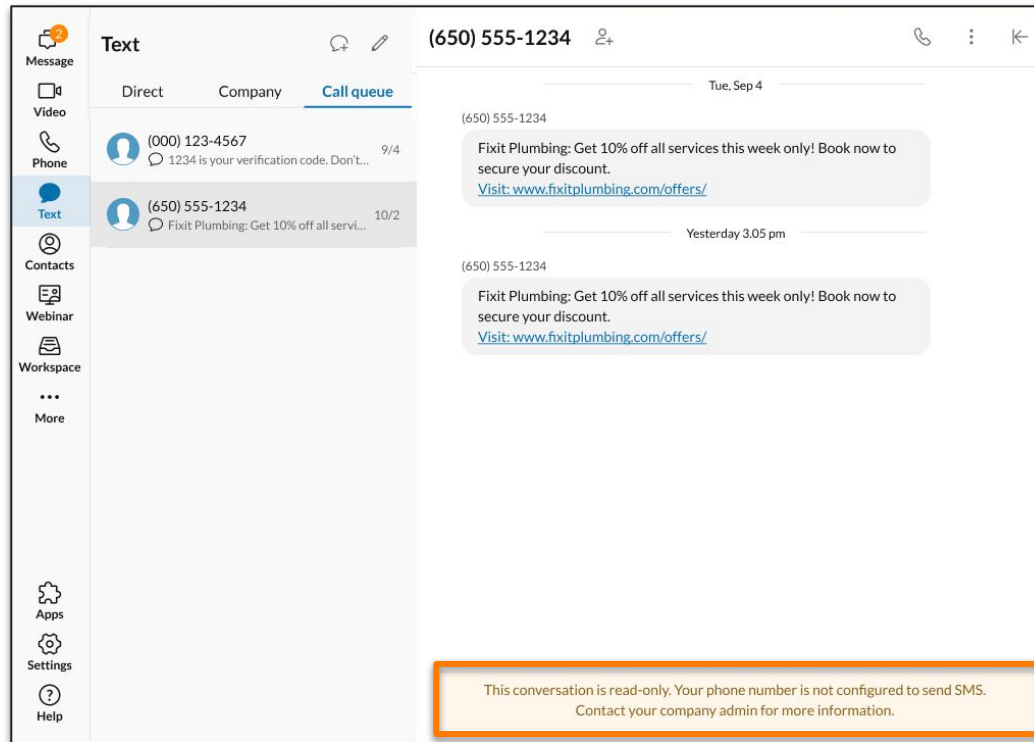 2
Message
Video
Phone
Text
Contacts
Webinar
Workspace
More
Apps
Settings
Help
Text
Direct
Company
Call queue
(000) 123-4567
9/4
1234 is your verification code. Don't...
(650) 555-1234
10/2
Fixit Plumbing: Get 10% off all servi...
(650) 555-1234
Tue, Sep 4
(650) 555-1234
Fixit Plumbing: Get 10% off all services this week only! Book now to
secure your discount.
Visit: www.fixitplumbing.com/offers/
Yesterday 3.05 pm
(650) 555-1234
Fixit Plumbing: Get 10% off all services this week only! Book now to
secure your discount.
Visit: www.fixitplumbing.com/offers/
This conversation is read-only. Your phone number is not configured to send SMS.
Contact your company admin for more information.